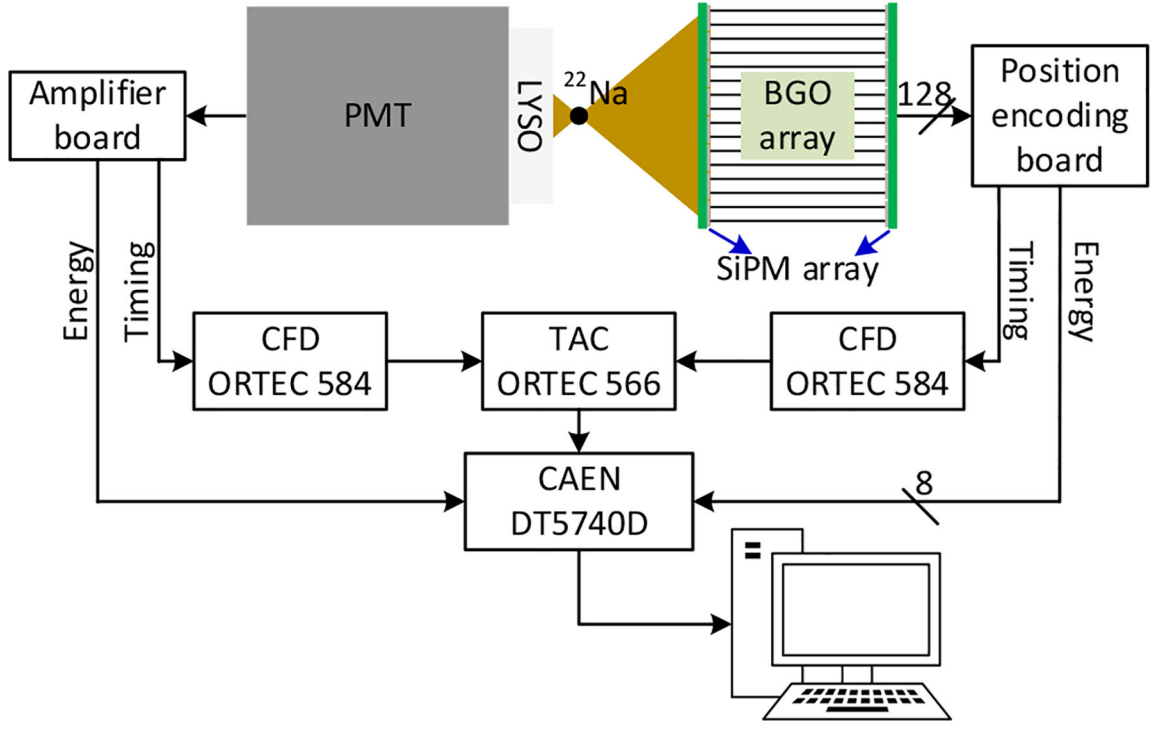 Amplifier
board
PMT
LYSO
²²Na
BGO
array
128
Position
encoding
board
SiPM array
Energy
Timing
Timing
Energy
CFD
ORTEC 584
TAC
ORTEC 566
CFD
ORTEC 584
CAEN
DT5740D
8